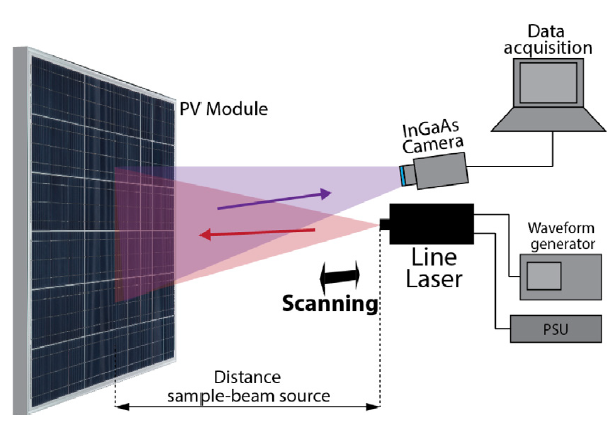 Data
acquisition
PV Module
InGaAs
Camera
Line
Laser
Waveform
generator
Scanning
PSU
Distance
sample-beam source